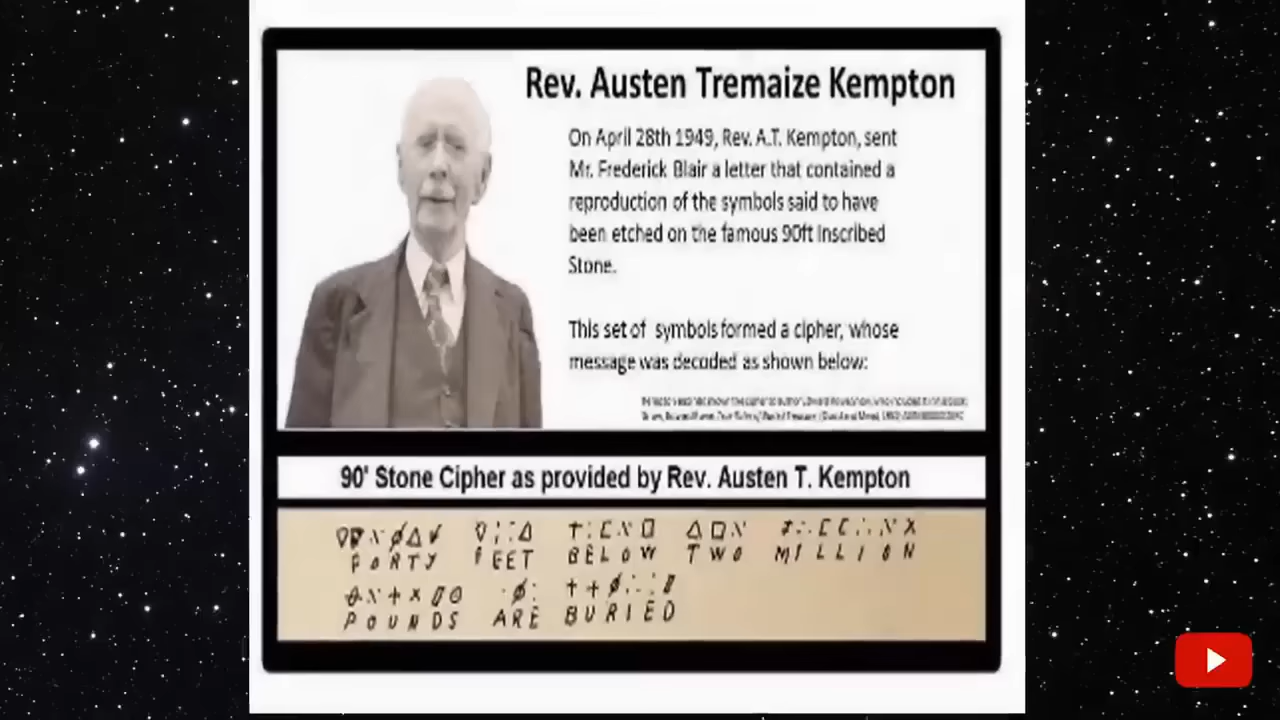 Rev. Austen Tremaize Kempton
On April 28th 1949, Rev. A.T. Kempton, sent
Mr. Frederick Blair a letter that contained a
reproduction of the symbols said to have
been etched on the famous 90ft Inscribed
Stone.
This set of symbols formed a cipher, whose
message was decoded as shown below:
90' Stone Cipher as provided by Rev. Austen T. Kempton
FORTY FEET BELOW TWO MILLION
POUNDS ARE BURIED